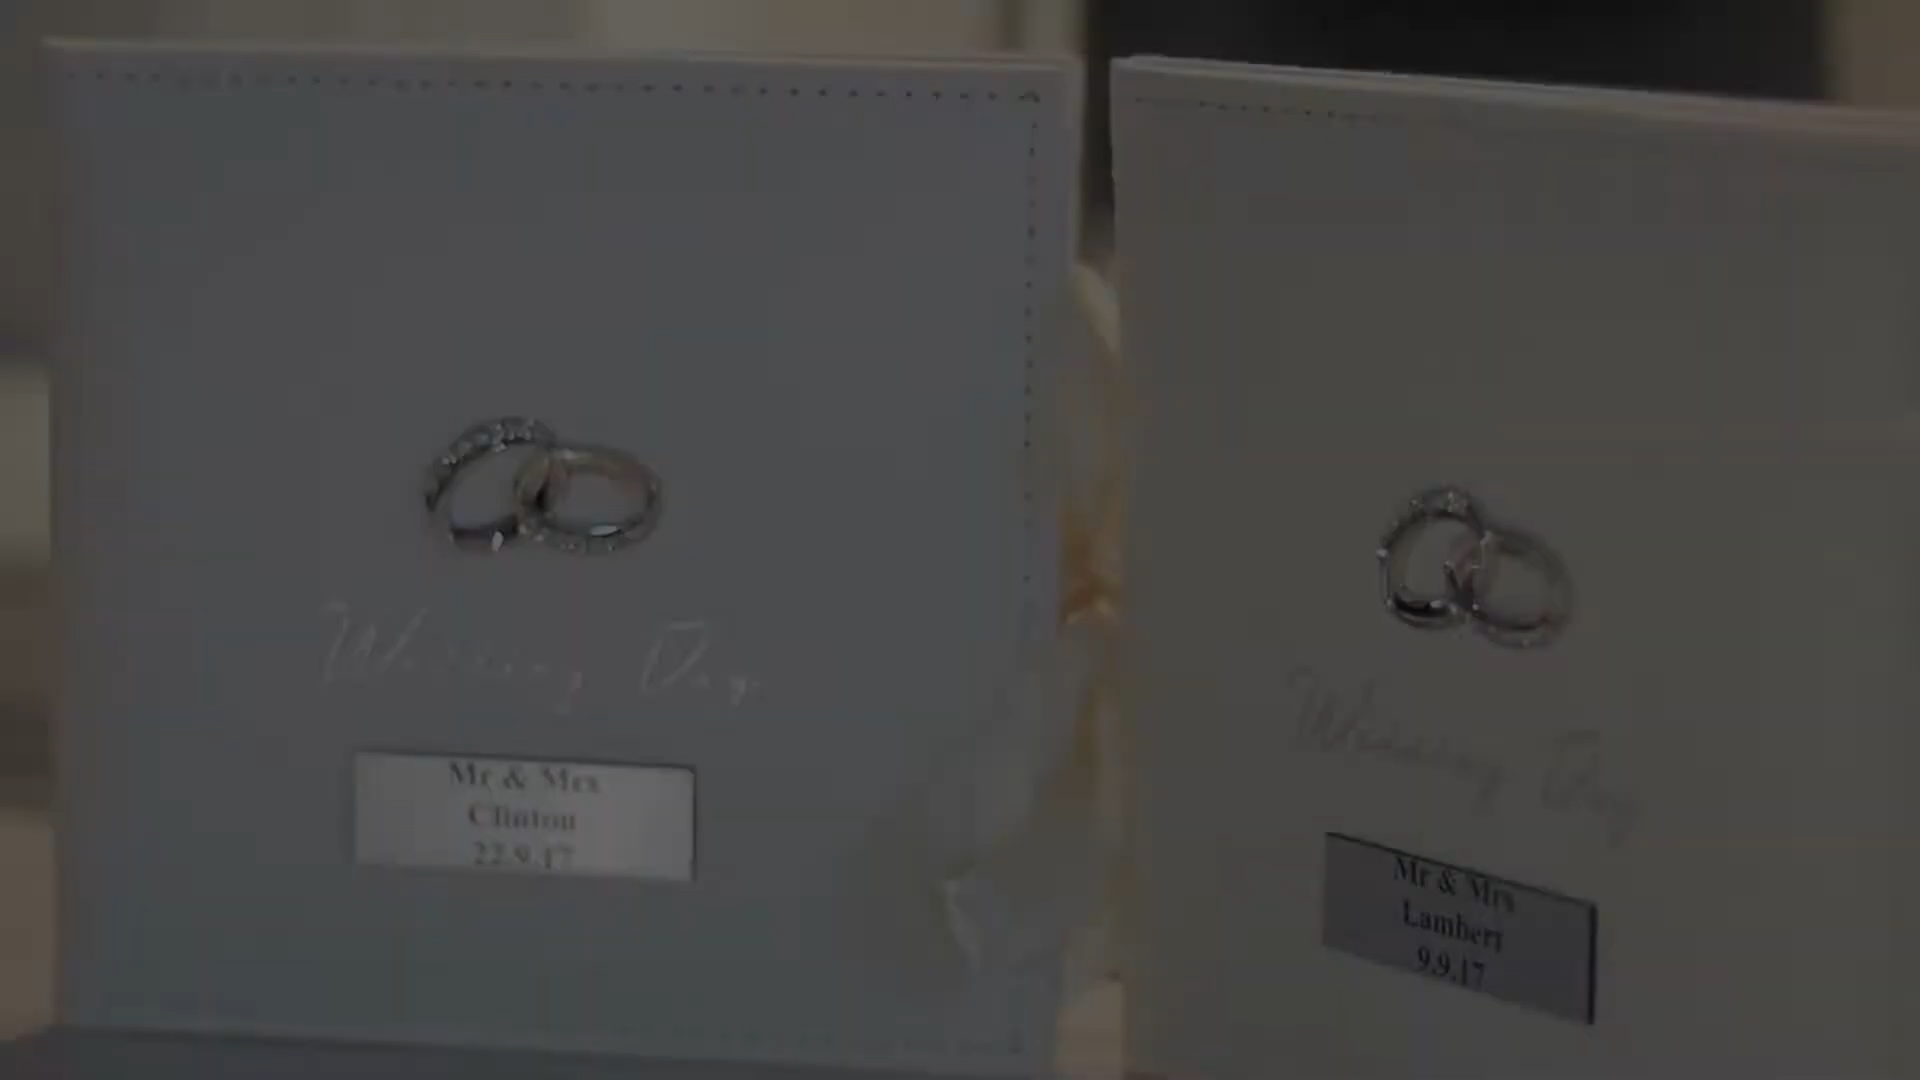 Wedding Day
Mr & Mrs
Clinton
22.9.17
Wedding Day
Mr & Mrs
Lambert
9.9.17